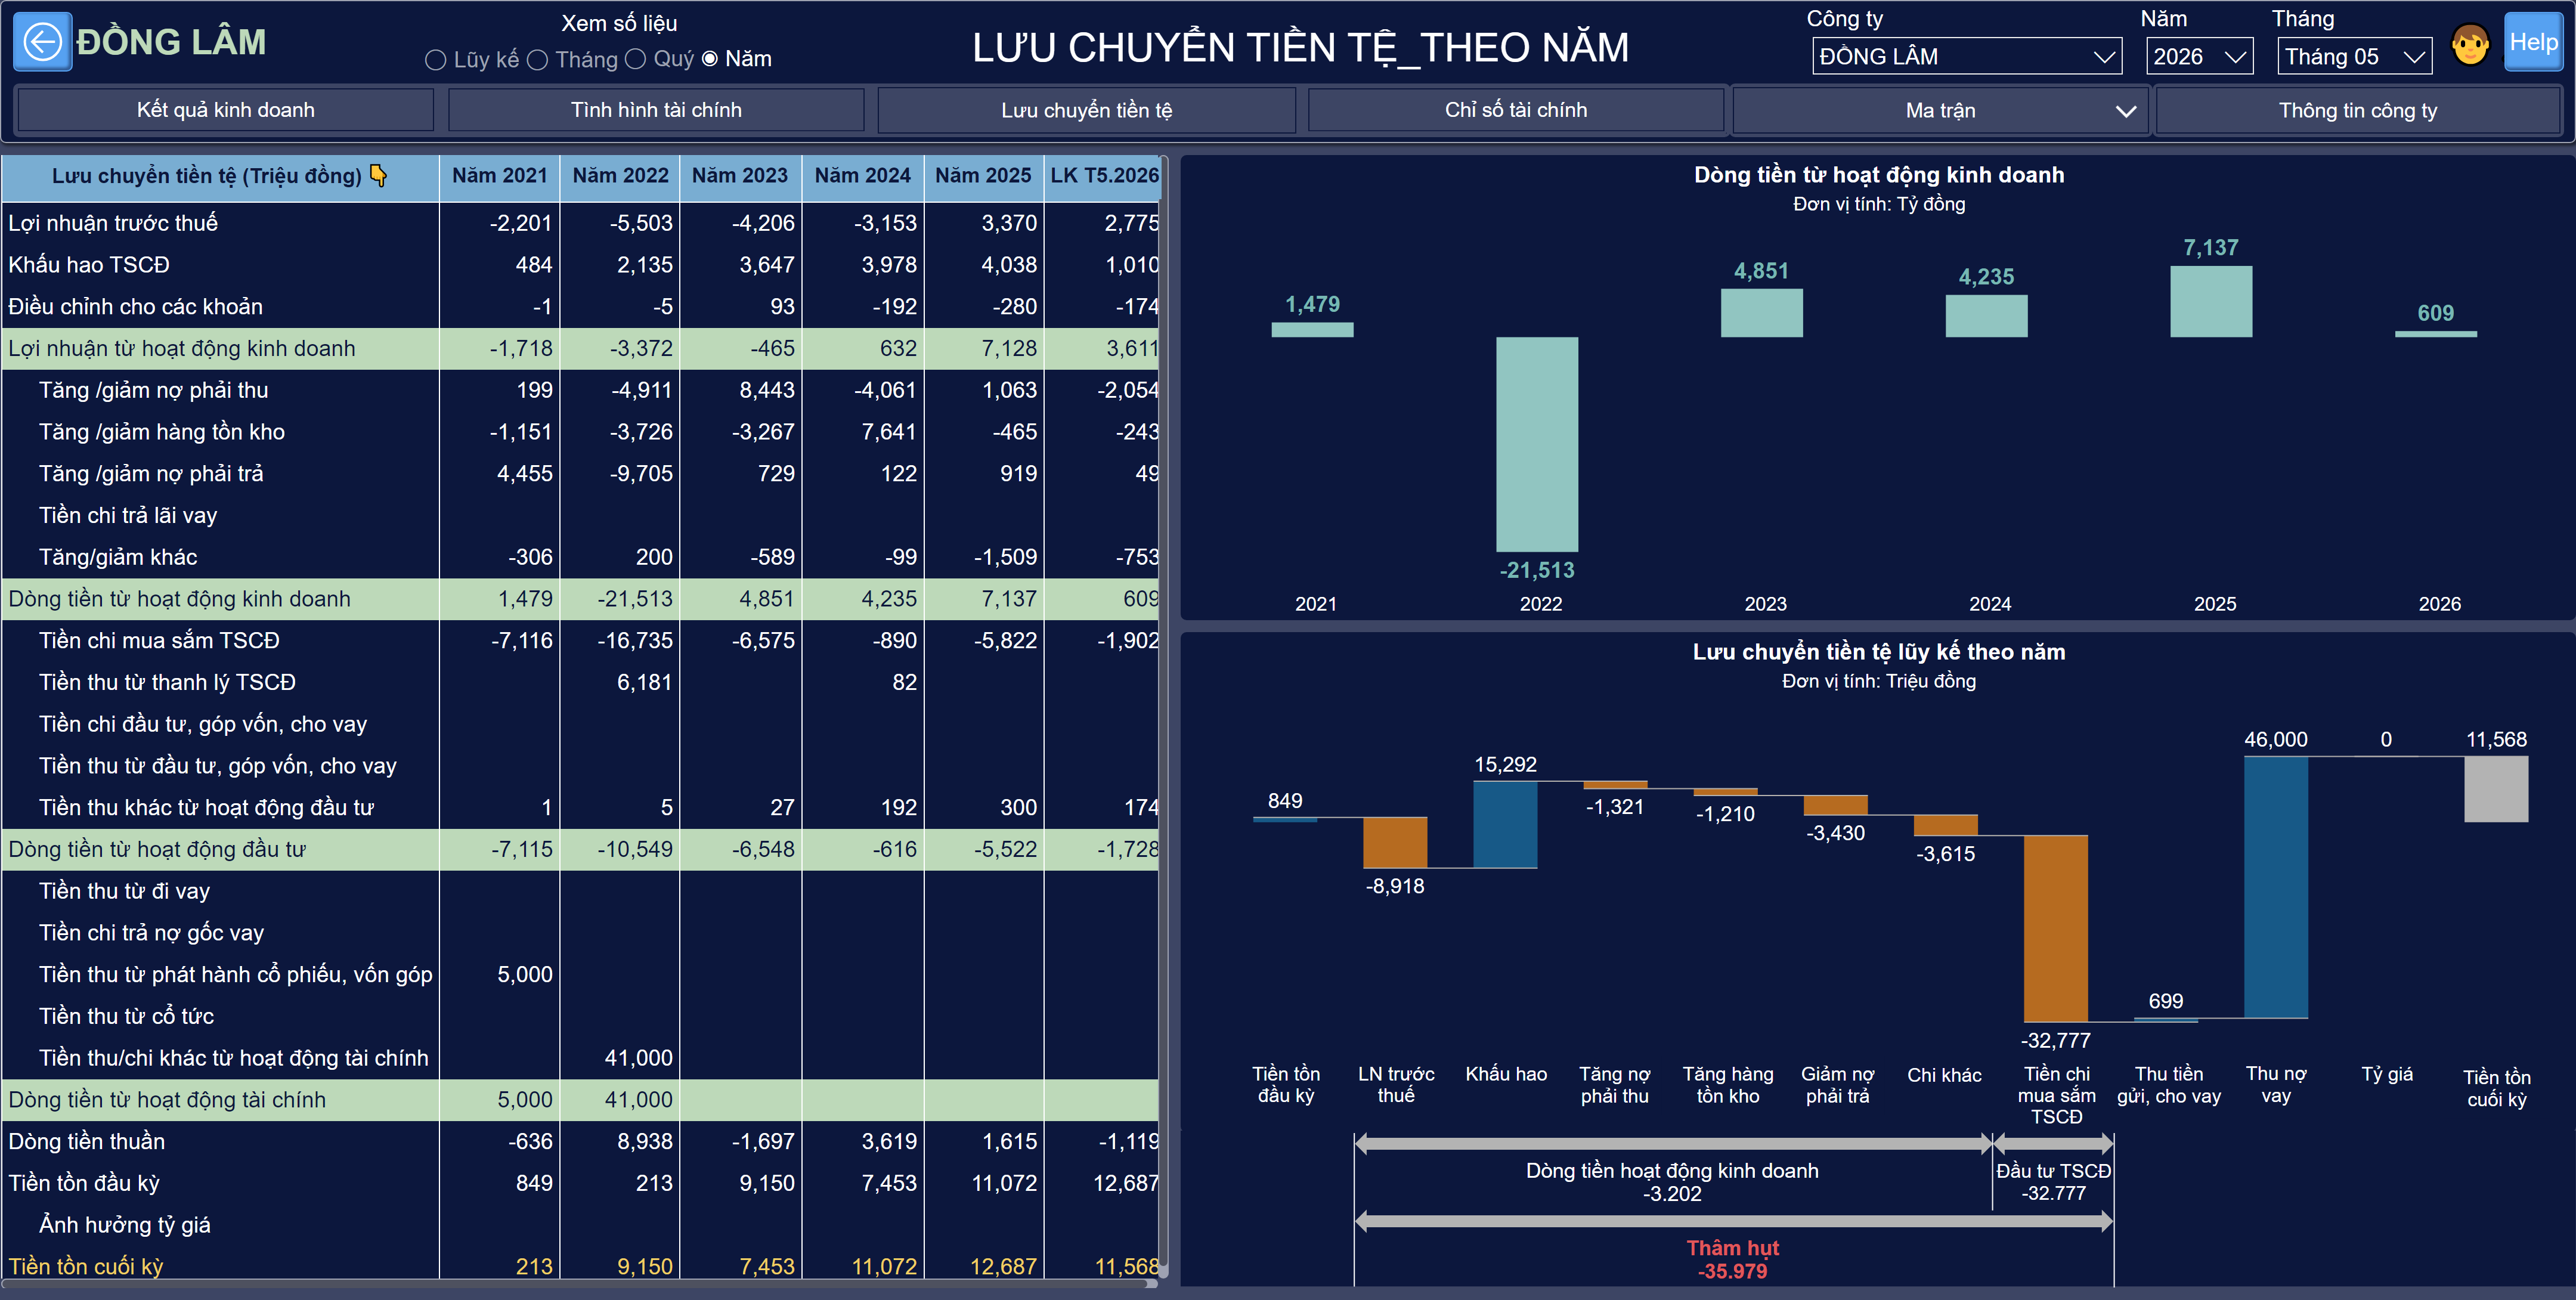 ĐỒNG LÂM
Xem số liệu
Lũy kế Tháng Quý Năm
LƯU CHUYỂN TIỀN TỆ_THEO NĂM
Công ty Năm Tháng
ĐỒNG LÂM 2026 Tháng 05
Help
Kết quả kinh doanh Tình hình tài chính Lưu chuyển tiền tệ Chỉ số tài chính Ma trận Thông tin công ty
Lưu chuyển tiền tệ (Triệu đồng) Năm 2021 Năm 2022 Năm 2023 Năm 2024 Năm 2025 LK T5.2026
Lợi nhuận trước thuế -2,201 -5,503 -4,206 -3,153 3,370 2,775
Khấu hao TSCĐ 484 2,135 3,647 3,978 4,038 1,010
Điều chỉnh cho các khoản -1 -5 93 -192 -280 -174
Lợi nhuận từ hoạt động kinh doanh -1,718 -3,372 -465 632 7,128 3,611
Tăng /giảm nợ phải thu 199 -4,911 8,443 -4,061 1,063 -2,054
Tăng /giảm hàng tồn kho -1,151 -3,726 -3,267 7,641 -465 -243
Tăng /giảm nợ phải trả 4,455 -9,705 729 122 919 49
Tiền chi trả lãi vay
Tăng/giảm khác -306 200 -589 -99 -1,509 -753
Dòng tiền từ hoạt động kinh doanh 1,479 -21,513 4,851 4,235 7,137 609
Tiền chi mua sắm TSCĐ -7,116 -16,735 -6,575 -890 -5,822 -1,902
Tiền thu từ thanh lý TSCĐ 6,181 82
Tiền chi đầu tư, góp vốn, cho vay
Tiền thu từ đầu tư, góp vốn, cho vay
Tiền thu khác từ hoạt động đầu tư 1 5 27 192 300 174
Dòng tiền từ hoạt động đầu tư -7,115 -10,549 -6,548 -616 -5,522 -1,728
Tiền thu từ đi vay
Tiền chi trả nợ gốc vay
Tiền thu từ phát hành cổ phiếu, vốn góp 5,000
Tiền thu từ cổ tức
Tiền thu/chi khác từ hoạt động tài chính 41,000
Dòng tiền từ hoạt động tài chính 5,000 41,000
Dòng tiền thuần -636 8,938 -1,697 3,619 1,615 -1,119
Tiền tồn đầu kỳ 849 213 9,150 7,453 11,072 12,687
Ảnh hưởng tỷ giá
Tiền tồn cuối kỳ 213 9,150 7,453 11,072 12,687 11,568
Dòng tiền từ hoạt động kinh doanh
Đơn vị tính: Tỷ đồng
1,479 -21,513 4,851 4,235 7,137 609
2021 2022 2023 2024 2025 2026
Lưu chuyển tiền tệ lũy kế theo năm
Đơn vị tính: Triệu đồng
849 -8,918 15,292 -1,321 -1,210 -3,430 -3,615 -32,777 699 46,000 0 11,568
Tiền tồn LN trước Khấu hao Tăng nợ Tăng hàng Giảm nợ Chi khác Tiền chi Thu tiền Thu nợ Tỷ giá Tiền tồn
đầu kỳ thuế phải thu tồn kho phải trả mua sắm gửi, cho vay vay cuối kỳ
TSCĐ
Dòng tiền hoạt động kinh doanh Đầu tư TSCĐ
-3.202 -32.777
Thâm hụt
-35.979